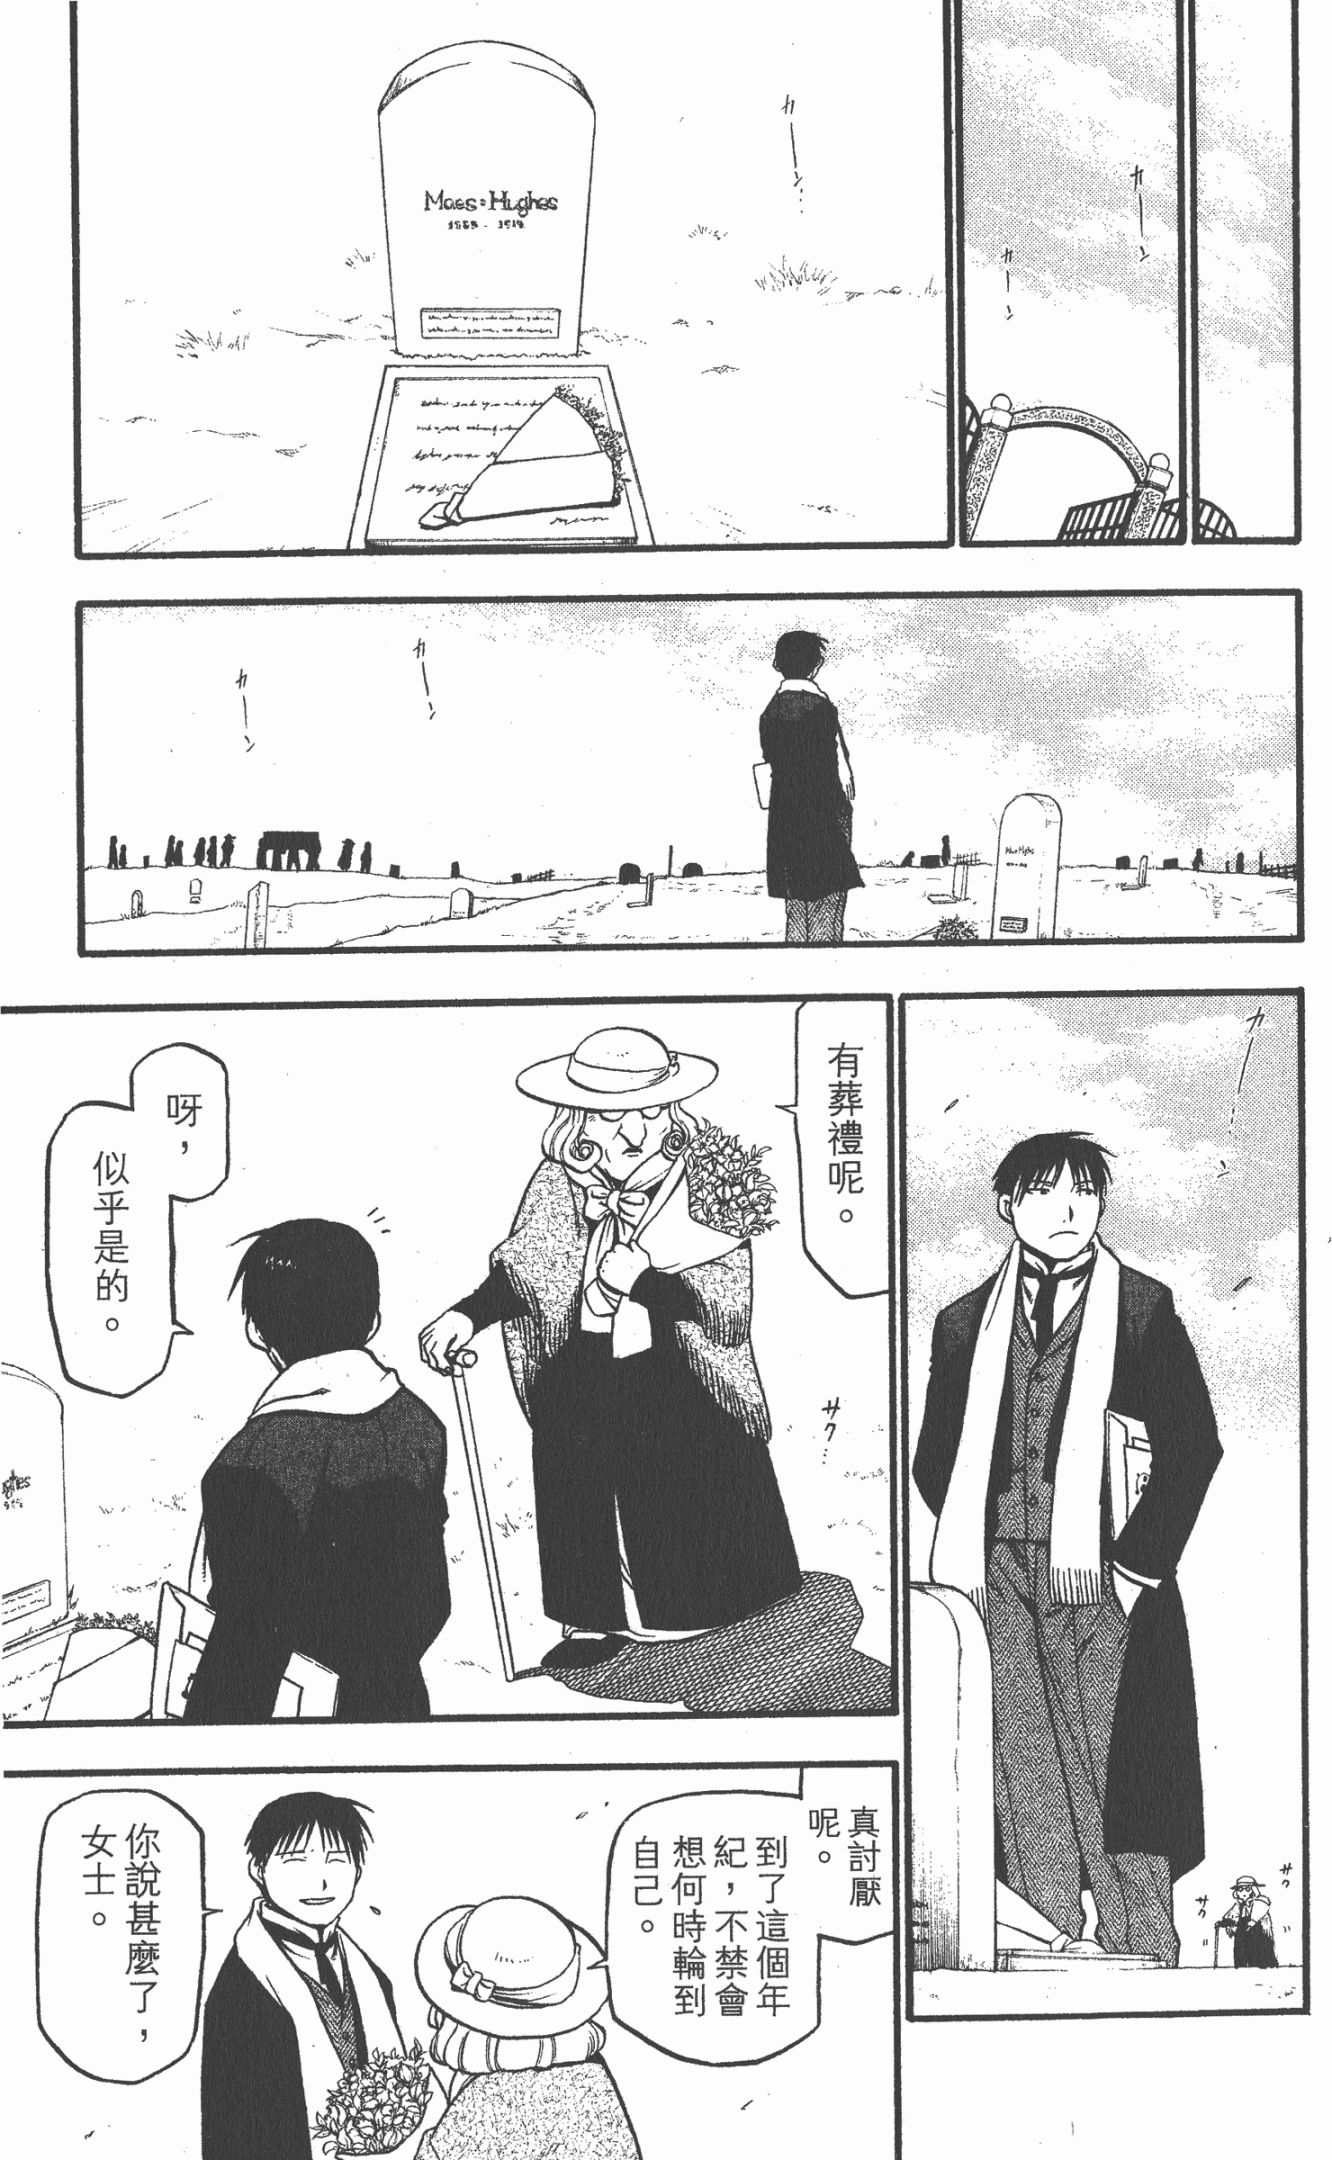 カーン
カーン
カーン…
Maes=Hughes
カーン
カーン
カーン…
サク
サク
有葬禮呢。
サク…
呀，
似乎是的。
真討厭
呢。
到了這個年
紀，不禁會
想何時輪到
自己。
你說甚麼了，
女士。